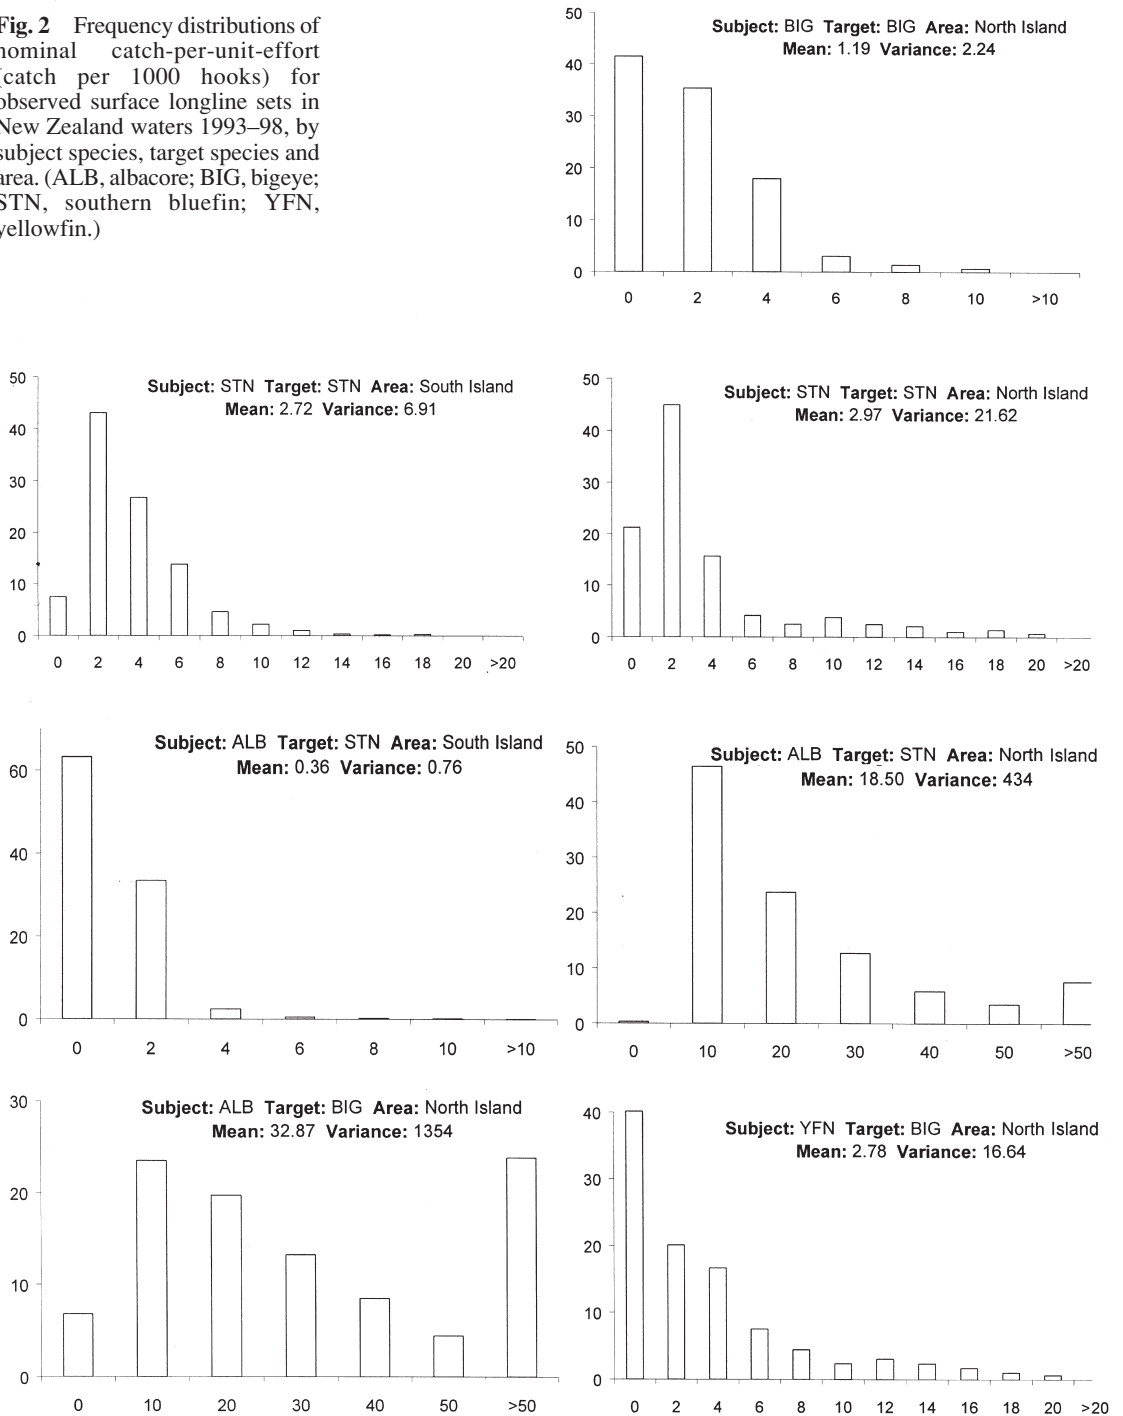 Fig. 2 Frequency distributions of
nominal catch-per-unit-effort
(catch per 1000 hooks) for
observed surface longline sets in
New Zealand waters 1993–98, by
subject species, target species and
area. (ALB, albacore; BIG, bigeye;
STN, southern bluefin; YFN,
yellowfin.)
Subject: BIG Target: BIG Area: North Island
Mean: 1.19 Variance: 2.24
50
40
30
20
10
0
0 2 4 6 8 10 >10
Subject: STN Target: STN Area: South Island
Mean: 2.72 Variance: 6.91
50
40
30
20
10
0
0 2 4 6 8 10 12 14 16 18 20 >20
Subject: STN Target: STN Area: North Island
Mean: 2.97 Variance: 21.62
50
40
30
20
10
0
0 2 4 6 8 10 12 14 16 18 20 >20
Subject: ALB Target: STN Area: South Island
Mean: 0.36 Variance: 0.76
60
40
20
0
0 2 4 6 8 10 >10
Subject: ALB Target: STN Area: North Island
Mean: 18.50 Variance: 434
50
40
30
20
10
0
0 10 20 30 40 50 >50
Subject: ALB Target: BIG Area: North Island
Mean: 32.87 Variance: 1354
30
20
10
0
0 10 20 30 40 50 >50
Subject: YFN Target: BIG Area: North Island
Mean: 2.78 Variance: 16.64
40
30
20
10
0
0 2 4 6 8 10 12 14 16 18 20 >20